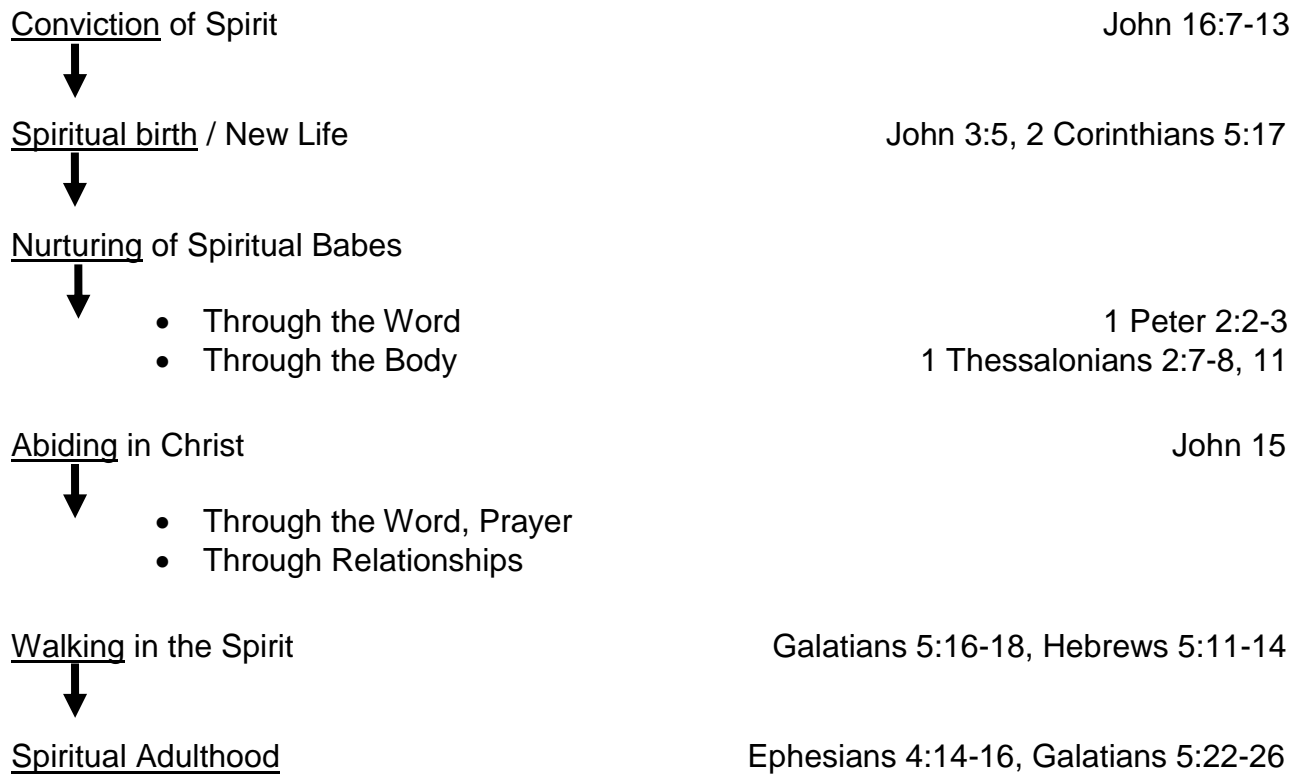 Conviction of Spirit John 16:7-13
Spiritual birth / New Life John 3:5, 2 Corinthians 5:17
Nurturing of Spiritual Babes
• Through the Word 1 Peter 2:2-3
• Through the Body 1 Thessalonians 2:7-8, 11
Abiding in Christ John 15
• Through the Word, Prayer
• Through Relationships
Walking in the Spirit Galatians 5:16-18, Hebrews 5:11-14
Spiritual Adulthood Ephesians 4:14-16, Galatians 5:22-26